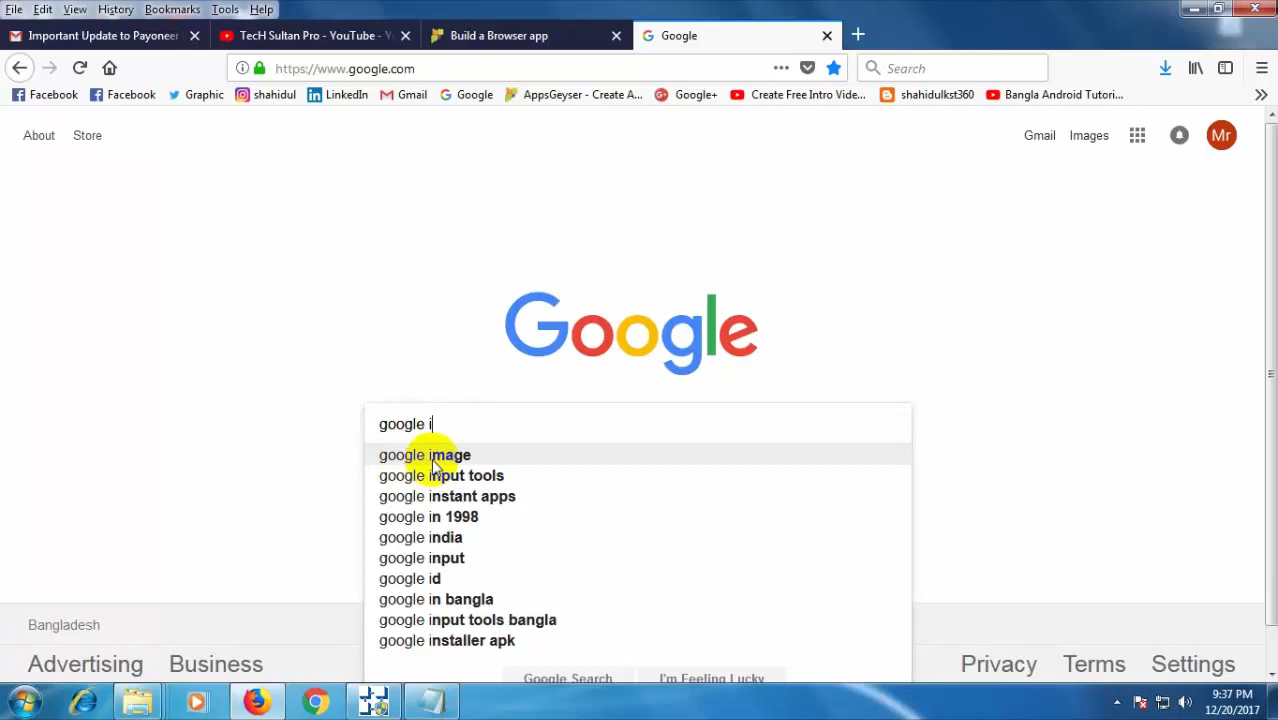 File Edit View History Bookmarks Tools Help
Important Update to Payoneer TecH Sultan Pro - YouTube - Y Build a Browser app Google
https://www.google.com Search
Facebook Facebook Graphic shahidul LinkedIn Gmail Google AppsGeyser - Create A... Google+ Create Free Intro Vide... shahidulkst360 Bangla Android Tutori...
About Store Gmail Images Mr
Google
google i
google image
google input tools
google instant apps
google in 1998
google india
google input
google id
google in bangla
google input tools bangla
google installer apk
Google Search I'm Feeling Lucky
Bangladesh
Advertising Business Privacy Terms Settings
9:37 PM
12/20/2017